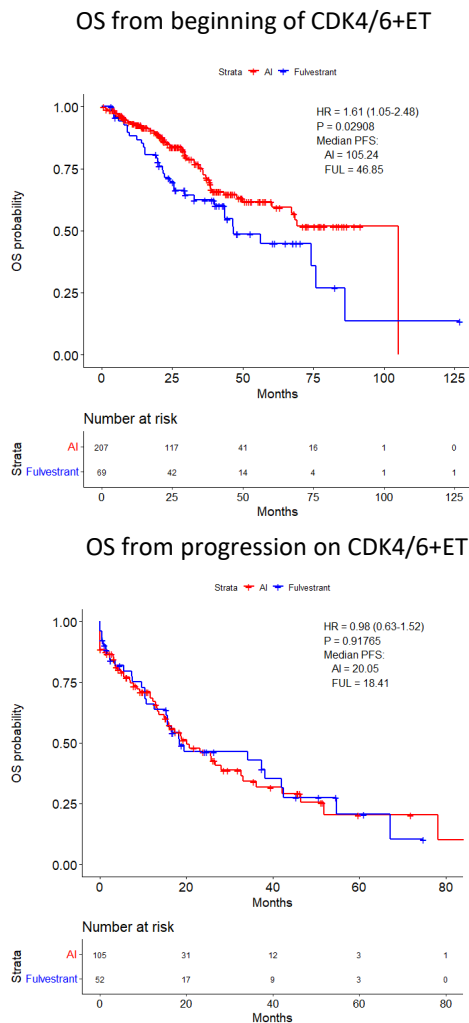 OS from beginning of CDK4/6+ET
Strata AI Fulvestrant
HR = 1.61 (1.05-2.48)
P = 0.02908
Median PFS:
AI = 105.24
FUL = 46.85
OS probability
1.00
0.75
0.50
0.25
0.00
0 25 50 75 100 125
Months
Number at risk
Strata
AI 207 117 41 16 1 0
Fulvestrant 69 42 14 4 1 1
0 25 50 75 100 125
Months
OS from progression on CDK4/6+ET
Strata AI Fulvestrant
HR = 0.98 (0.63-1.52)
P = 0.91765
Median PFS:
AI = 20.05
FUL = 18.41
OS probability
1.00
0.75
0.50
0.25
0.00
0 20 40 60 80
Months
Number at risk
Strata
AI 105 31 12 3 1
Fulvestrant 52 17 9 3 0
0 20 40 60 80
Months